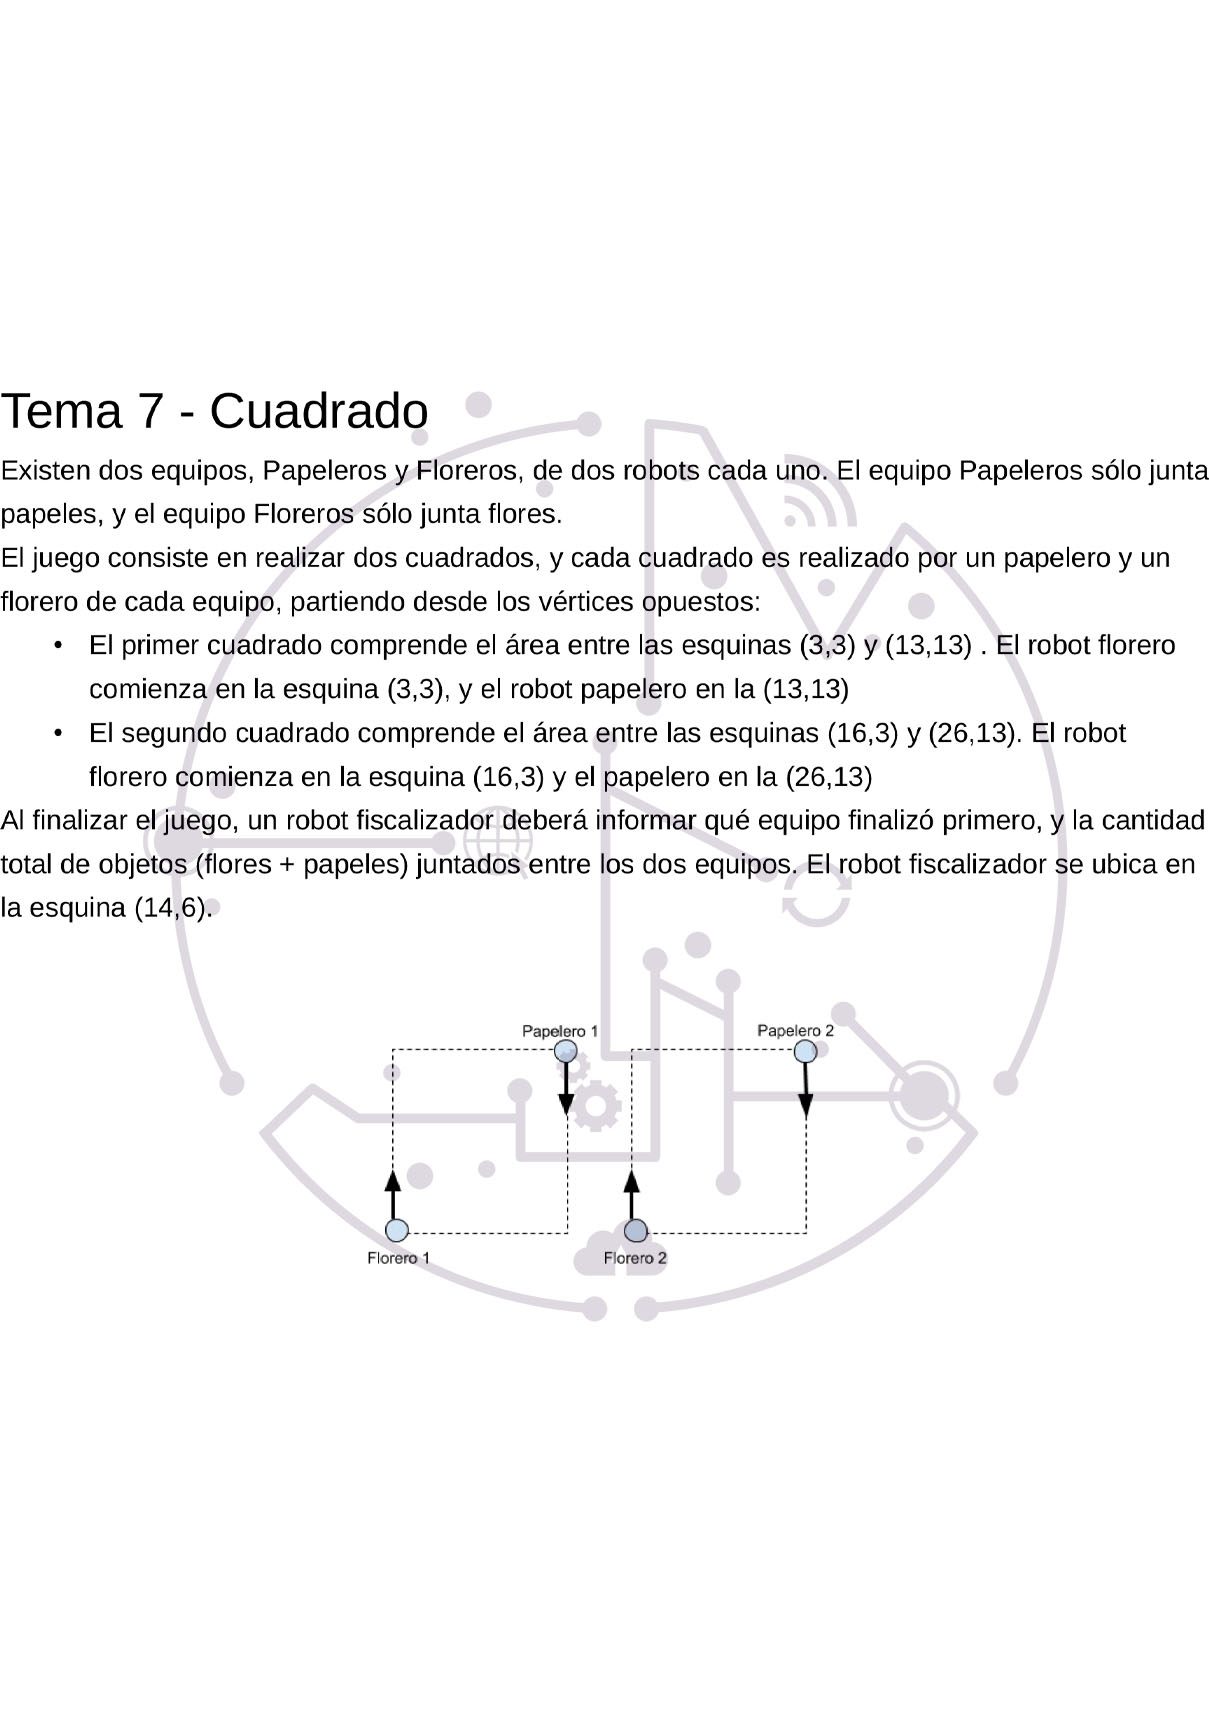 Tema 7 - Cuadrado
Existen dos equipos, Papeleros y Floreros, de dos robots cada uno. El equipo Papeleros sólo junta
papeles, y el equipo Floreros sólo junta flores.
El juego consiste en realizar dos cuadrados, y cada cuadrado es realizado por un papelero y un
florero de cada equipo, partiendo desde los vértices opuestos:
• El primer cuadrado comprende el área entre las esquinas (3,3) y (13,13) . El robot florero
comienza en la esquina (3,3), y el robot papelero en la (13,13)
• El segundo cuadrado comprende el área entre las esquinas (16,3) y (26,13). El robot
florero comienza en la esquina (16,3) y el papelero en la (26,13)
Al finalizar el juego, un robot fiscalizador deberá informar qué equipo finalizó primero, y la cantidad
total de objetos (flores + papeles) juntados entre los dos equipos. El robot fiscalizador se ubica en
la esquina (14,6).
Papelero 1
Papelero 2
Florero 1
Florero 2